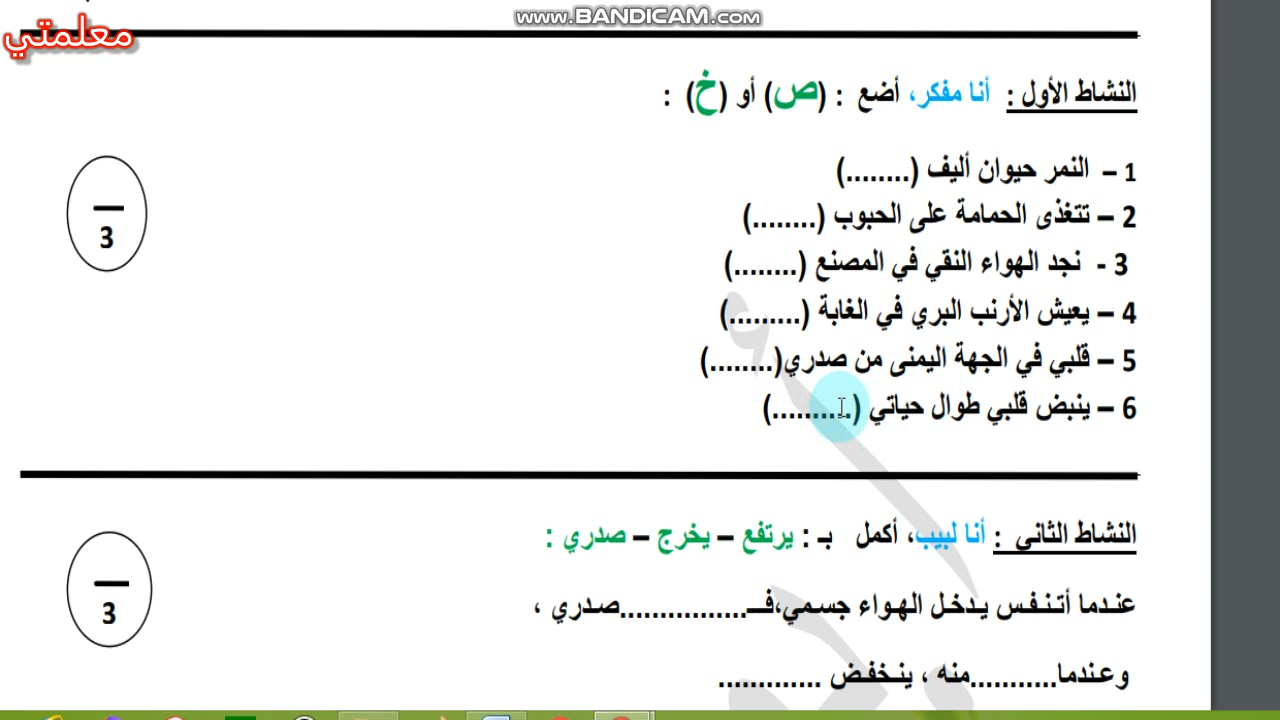 www.BANDICAM.com
معلمتي
النشاط الأول : أنا مفكر، أضع : (ص) أو (خ) :
1 – النمر حيوان أليف (........)
2 – تتغذى الحمامة على الحبوب (........)
3 - نجد الهواء النقي في المصنع (........)
4 – يعيش الأرنب البري في الغابة (.........)
5 – قلبي في الجهة اليمنى من صدري(........)
6 – ينبض قلبي طوال حياتي (..........)
—
3
النشاط الثاني : أنا لبيب، أكمل بـ : يرتفع – يخرج – صدري :
عندما أتنفس يدخل الهواء جسمي،فــ................صدري ،
وعندما...........منه ، ينخفض .............
—
3